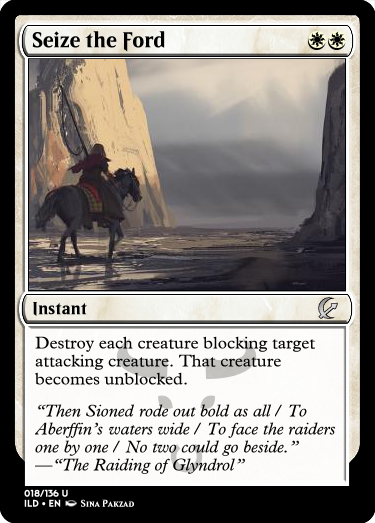 Seize the Ford
Instant
Destroy each creature blocking target
attacking creature. That creature
becomes unblocked.
“Then Sioned rode out bold as all / To
Aberffin’s waters wide / To face the raiders
one by one / No two could go beside.”
—“The Raiding of Glyndrol”
018/136 U
ILD • EN Sina Pakzad